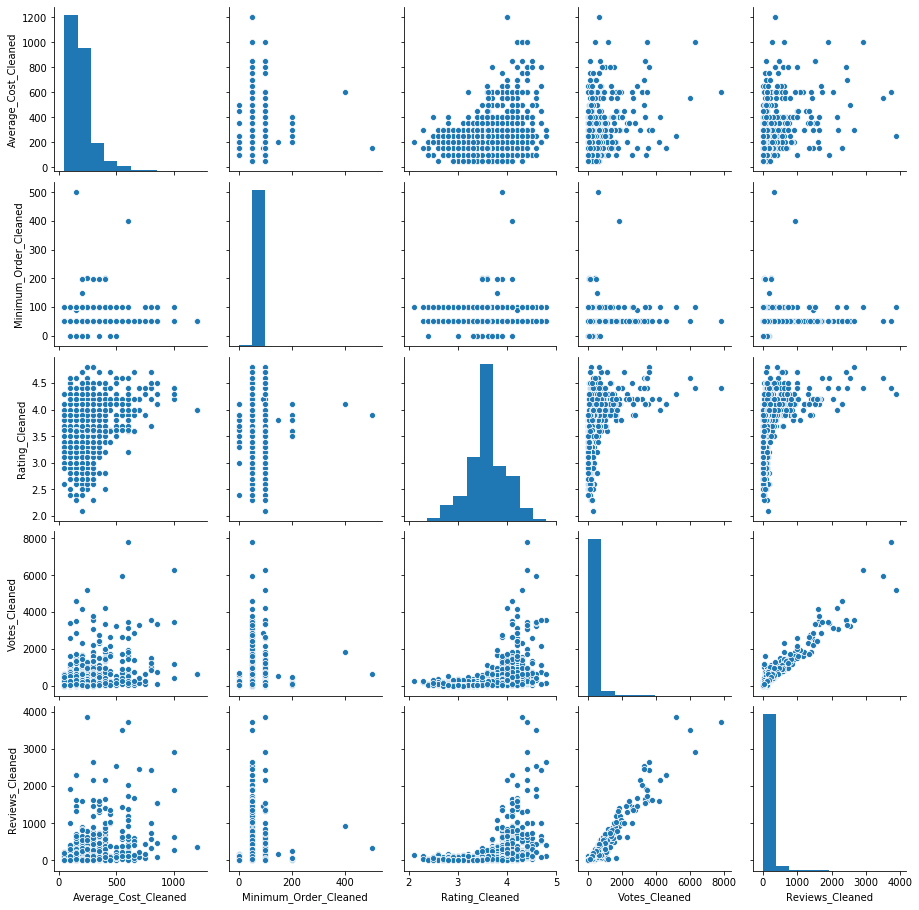 1200
1000
800
600
400
200
0
Average_Cost_Cleaned
500
400
300
200
100
0
Minimum_Order_Cleaned
4.5
4.0
3.5
3.0
2.5
2.0
Rating_Cleaned
8000
6000
4000
2000
0
Votes_Cleaned
4000
3000
2000
1000
0
Reviews_Cleaned
0 500 1000
0 200 400
2 3 4 5
0 2000 4000 6000 8000
0 1000 2000 3000 4000
Average_Cost_Cleaned
Minimum_Order_Cleaned
Rating_Cleaned
Votes_Cleaned
Reviews_Cleaned